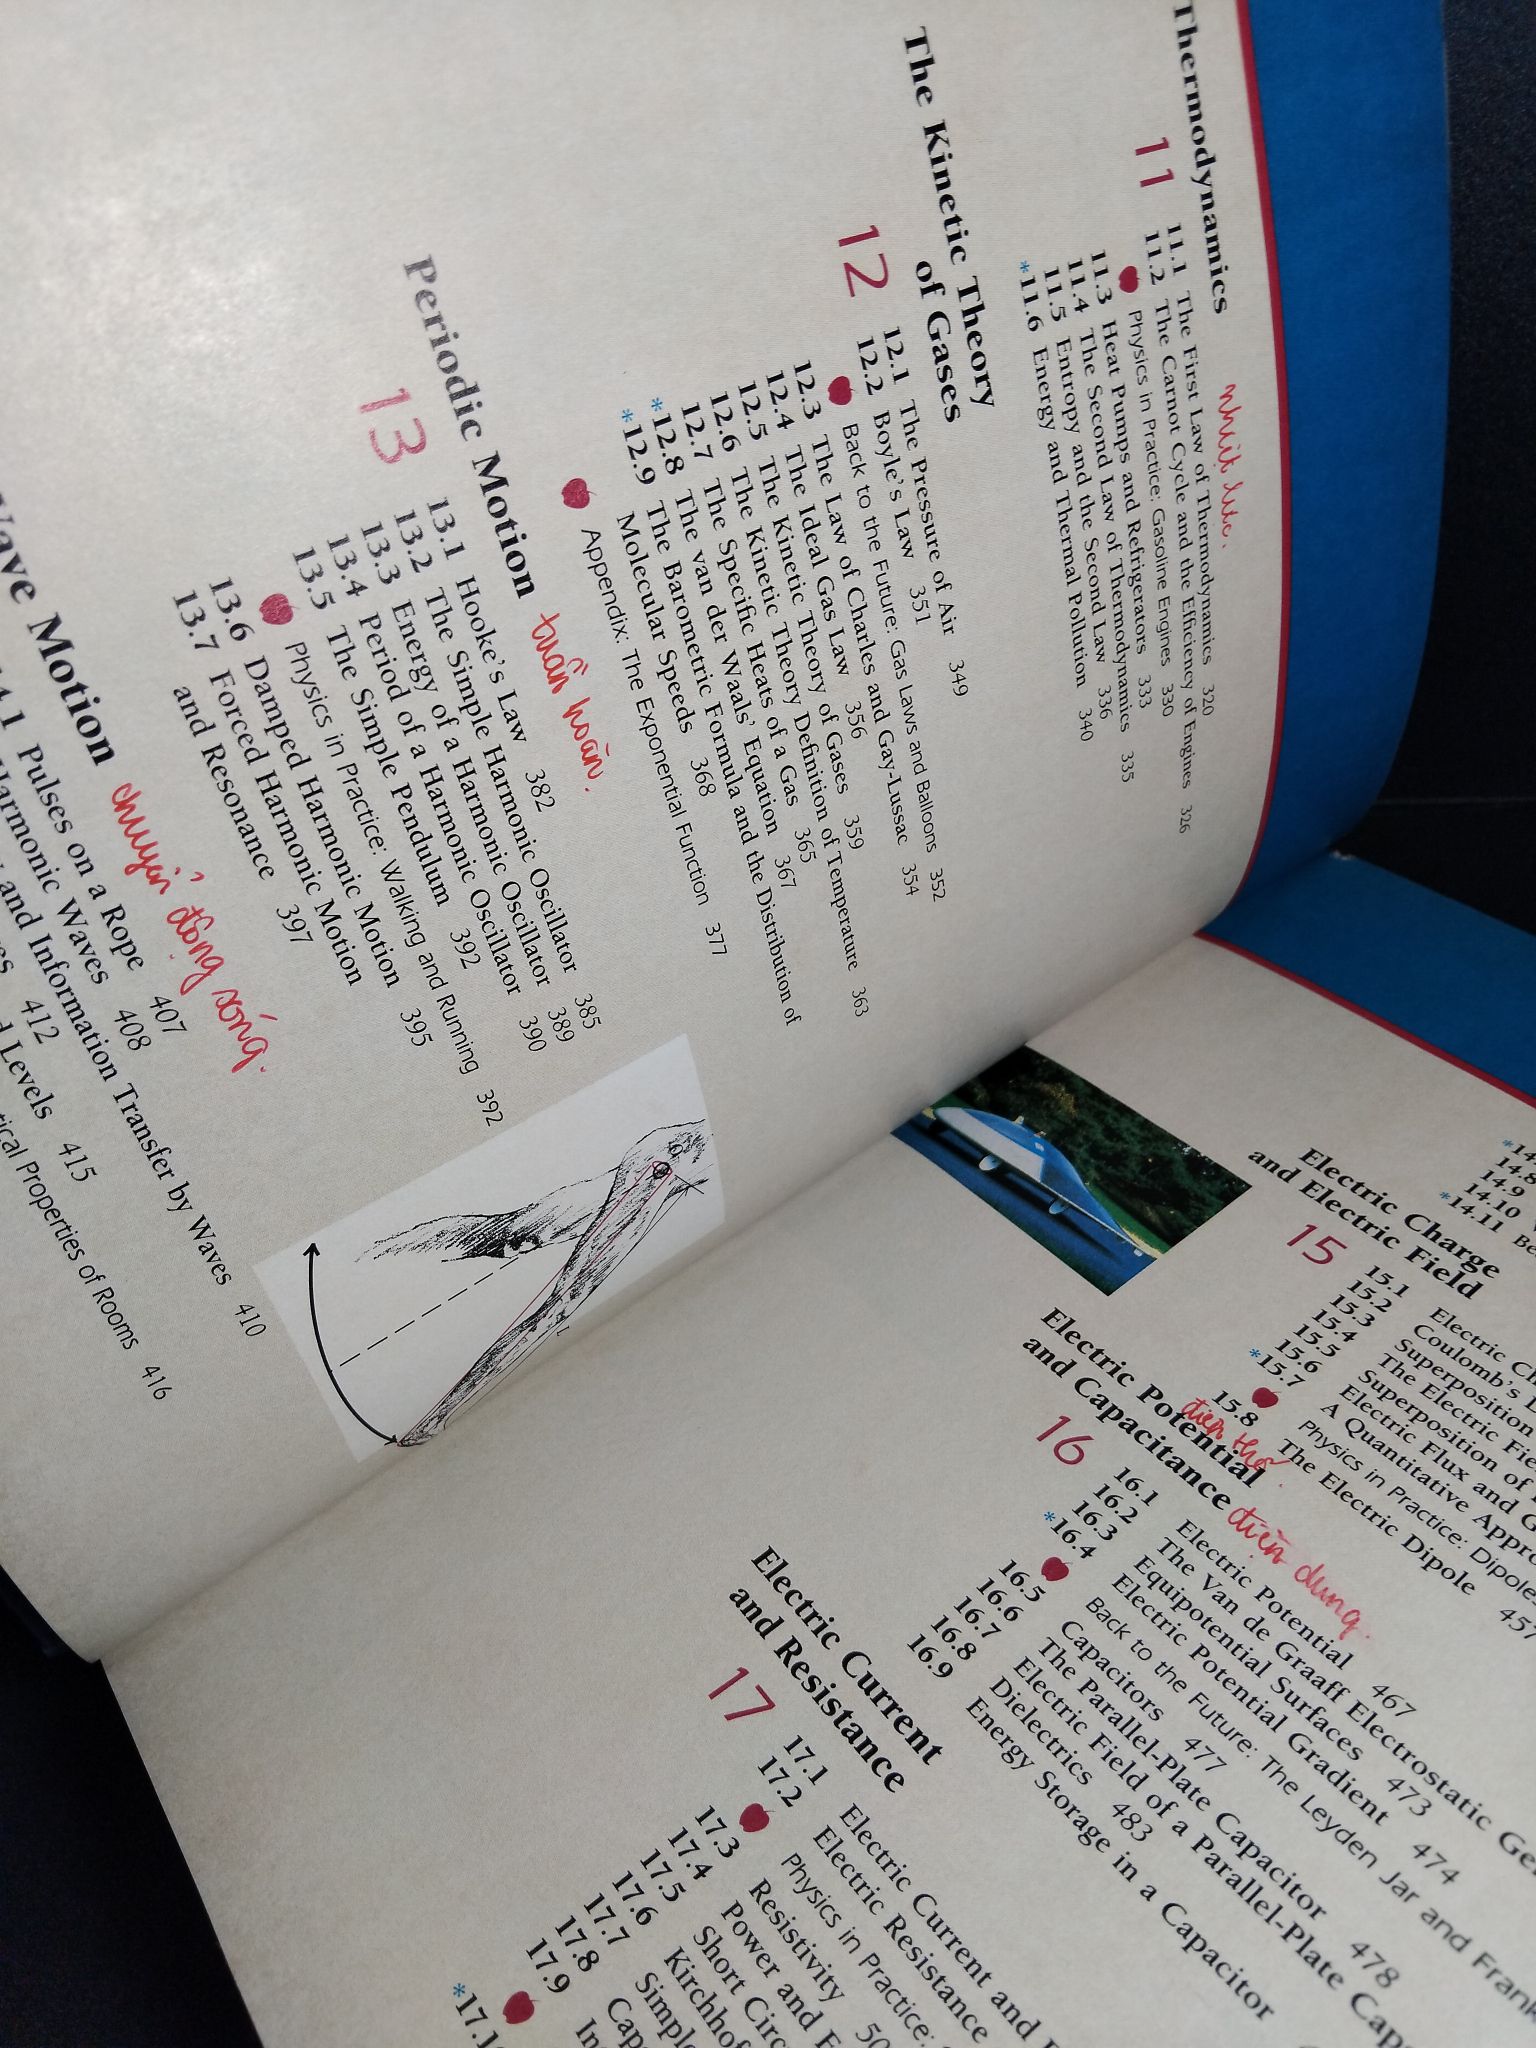 Thermodynamics nhiệt
11
11.1 The First Law of Thermodynamics 320
11.2 The Carnot Cycle and the Efficiency of Engines 326
Physics in Practice: Gasoline Engines 330
11.3 Heat Pumps and Refrigerators 333
11.4 The Second Law of Thermodynamics 335
11.5 Entropy and the Second Law 336
*11.6 Energy and Thermal Pollution 340
The Kinetic Theory
of Gases
12
12.1 The Pressure of Air 349
12.2 Boyle's Law 351
Back to the Future: Gas Laws and Balloons 352
12.3 The Law of Charles and Gay-Lussac 354
12.4 The Ideal Gas Law 356
12.5 The Kinetic Theory of Gases 359
12.6 The Kinetic Theory Definition of Temperature 363
12.7 The Specific Heats of a Gas 365
*12.8 The van der Waals' Equation 367
*12.9 The Barometric Formula and the Distribution of
Molecular Speeds 368
Appendix: The Exponential Function 377
Periodic Motion tuần hoàn.
13
13.1 Hooke's Law 382
13.2 The Simple Harmonic Oscillator 385
13.3 Energy of a Harmonic Oscillator 389
13.4 Period of a Harmonic Oscillator 390
13.5 The Simple Pendulum 392
Physics in Practice: Walking and Running 392
13.6 Damped Harmonic Motion 395
13.7 Forced Harmonic Motion
and Resonance 397
Wave Motion chuyển động sóng.
14.1 Pulses on a Rope 407
Harmonic Waves 408
and Information Transfer by Waves 410
412
Levels 415
Properties of Rooms 416
*14.
14.8
14.9
14.10
*14.11
Electric Charge
and Electric Field
15
15.1 Electric
15.2 Coulomb's
15.3 Superposition
15.4 The Electric
15.5 Superposition of
15.6 Electric Flux and
*15.7 A Quantitative
Physics in Practice: Dipoles
15.8 The Electric Dipole 457
Electric Potential điện thế.
and Capacitance điện dung.
16
16.1 Electric Potential 467
16.2 The Van de Graaff Electrostatic
16.3 Equipotential Surfaces 473
*16.4 Electric Potential Gradient 474
Back to the Future: The Leyden Jar and
16.5 Capacitors 477
16.6 The Parallel-Plate Capacitor 478
16.7 Electric Field of a Parallel-Plate
16.8 Dielectrics 483
16.9 Energy Storage in a Capacitor
Electric Current
and Resistance
17
17.1 Electric Current and
17.2 Electric Resistance
Physics in Practice:
17.3 Resistivity
17.4 Power and
17.5 Short
17.6
17.7
17.8
17.9